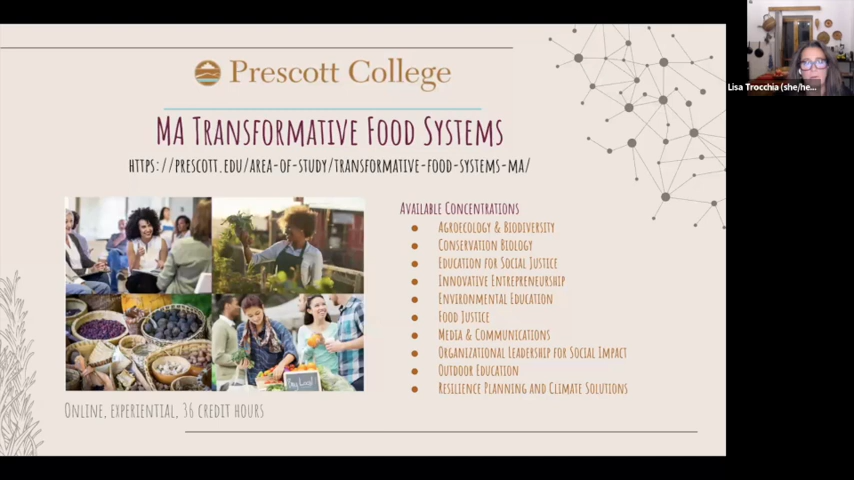 Prescott College
MA Transformative Food Systems
https://prescott.edu/area-of-study/transformative-food-systems-ma/
Available Concentrations
● Agroecology & Biodiversity
● Conservation Biology
● Education for Social Justice
● Innovative Entrepreneurship
● Environmental Education
● Food Justice
● Media & Communications
● Organizational Leadership for Social Impact
● Outdoor Education
● Resilience Planning and Climate Solutions
Online, experiential, 36 credit hours
Lisa Trocchia (she/he...